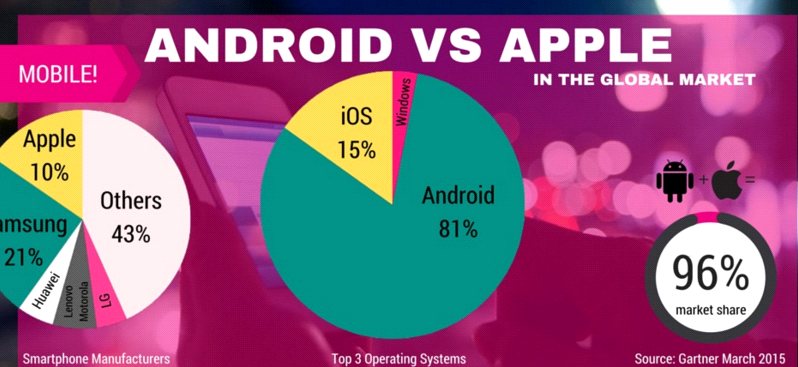 ANDROID VS APPLE
IN THE GLOBAL MARKET
MOBILE!
Apple
10%
Others
43%
amsung
21%
Huawei
Lenovo
Motorola
LG
Smartphone Manufacturers
iOS
15%
Windows
Android
81%
Top 3 Operating Systems
+ =
96%
market share
Source: Gartner March 2015